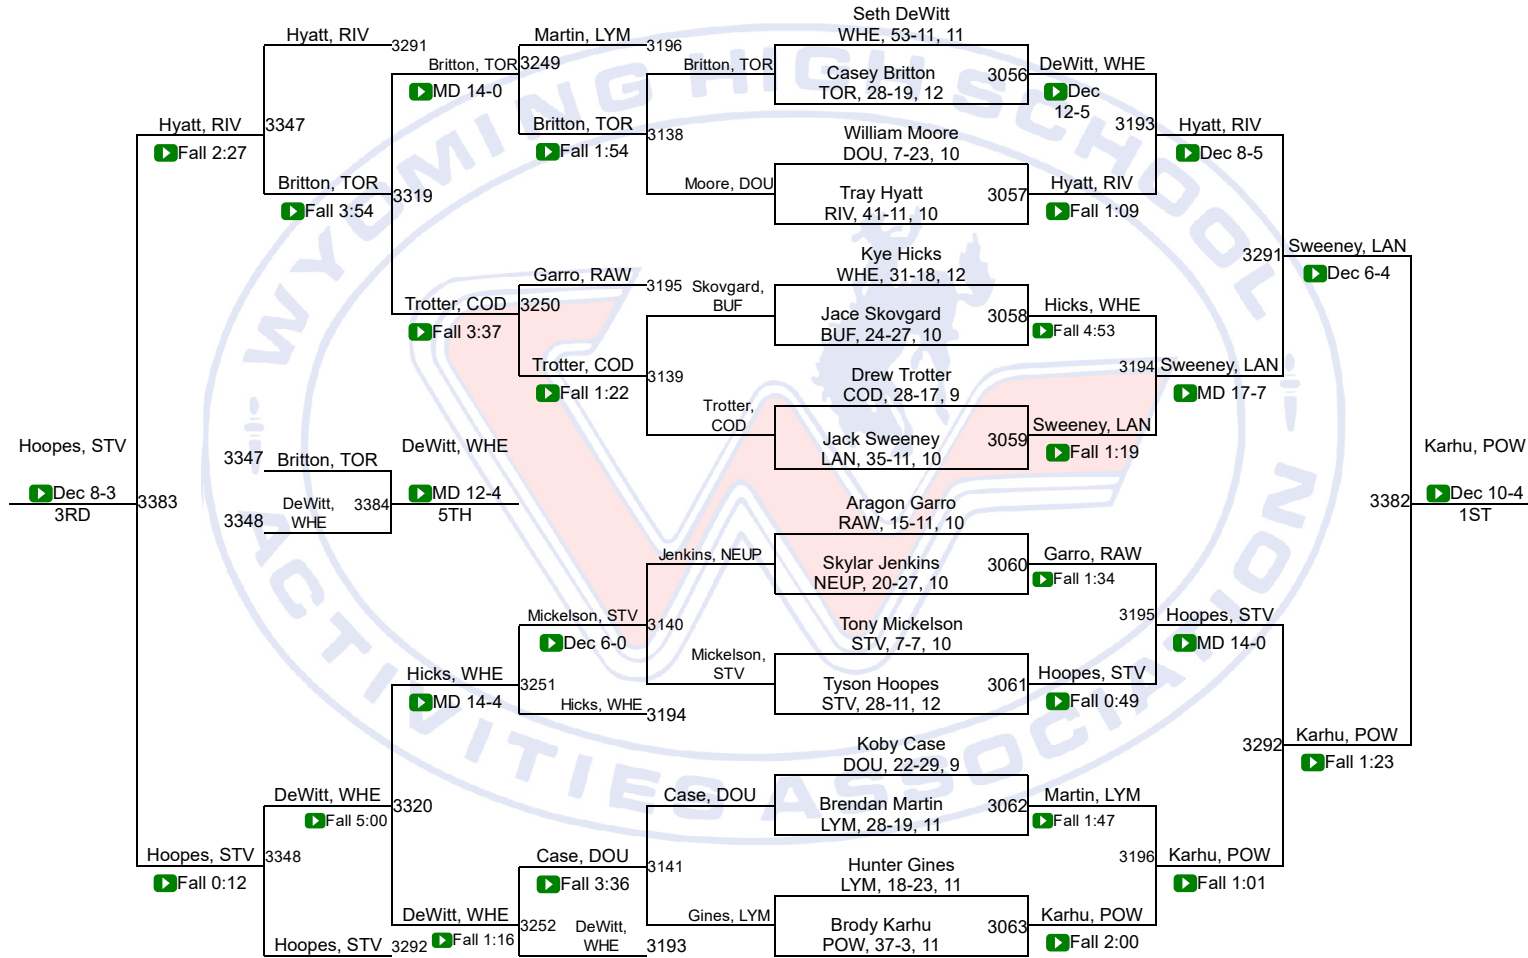 Seth DeWitt
WHE, 53-11, 11
Hyatt, RIV
3291
Martin, LYM
3196
Britton, TOR
3249
Britton, TOR
Casey Britton
3056
DeWitt, WHE
MD 14-0
TOR, 28-19, 12
Dec
12-5
Hyatt, RIV
3347
Britton, TOR
3138
William Moore
3193
Hyatt, RIV
Fall 2:27
Fall 1:54
DOU, 7-23, 10
Dec 8-5
Britton, TOR
3319
Moore, DOU
Tray Hyatt
3057
Hyatt, RIV
Fall 3:54
RIV, 41-11, 10
Fall 1:09
Kye Hicks
3291
Sweeney, LAN
Garro, RAW
3195
WHE, 31-18, 12
Dec 6-4
Skovgard,
BUF
Trotter, COD
3250
Jace Skovgard
3058
Hicks, WHE
Fall 3:37
BUF, 24-27, 10
Fall 4:53
Trotter, COD
3139
Drew Trotter
3194
Sweeney, LAN
Fall 1:22
COD, 28-17, 9
MD 17-7
Trotter,
COD
Jack Sweeney
3059
Sweeney, LAN
LAN, 35-11, 10
Fall 1:19
Hoopes, STV
3347
Britton, TOR
DeWitt, WHE
Karhu, POW
Dec 8-3
3RD
3383
3348
DeWitt,
WHE
3384
MD 12-4
5TH
Aragon Garro
RAW, 15-11, 10
3382
Dec 10-4
1ST
Jenkins, NEUP
Skylar Jenkins
3060
Garro, RAW
NEUP, 20-27, 10
Fall 1:34
Mickelson, STV
3140
Tony Mickelson
3195
Hoopes, STV
Dec 6-0
STV, 7-7, 10
MD 14-0
Mickelson,
STV
Hicks, WHE
3251
Tyson Hoopes
3061
Hoopes, STV
MD 14-4
Hicks, WHE
3194
STV, 28-11, 12
Fall 0:49
Koby Case
3292
Karhu, POW
DOU, 22-29, 9
Fall 1:23
DeWitt, WHE
3320
Case, DOU
Brendan Martin
3062
Martin, LYM
Fall 5:00
LYM, 28-19, 11
Fall 1:47
Hoopes, STV
3348
Case, DOU
3141
Hunter Gines
3196
Karhu, POW
Fall 0:12
Fall 3:36
LYM, 18-23, 11
Fall 1:01
DeWitt, WHE
3252
Gines, LYM
Brody Karhu
3063
Karhu, POW
Hoopes, STV
3292
Fall 1:16
DeWitt,
WHE
3193
POW, 37-3, 11
Fall 2:00
WYOMING HIGH SCHOOL
ACTIVITIES ASSOCIATION